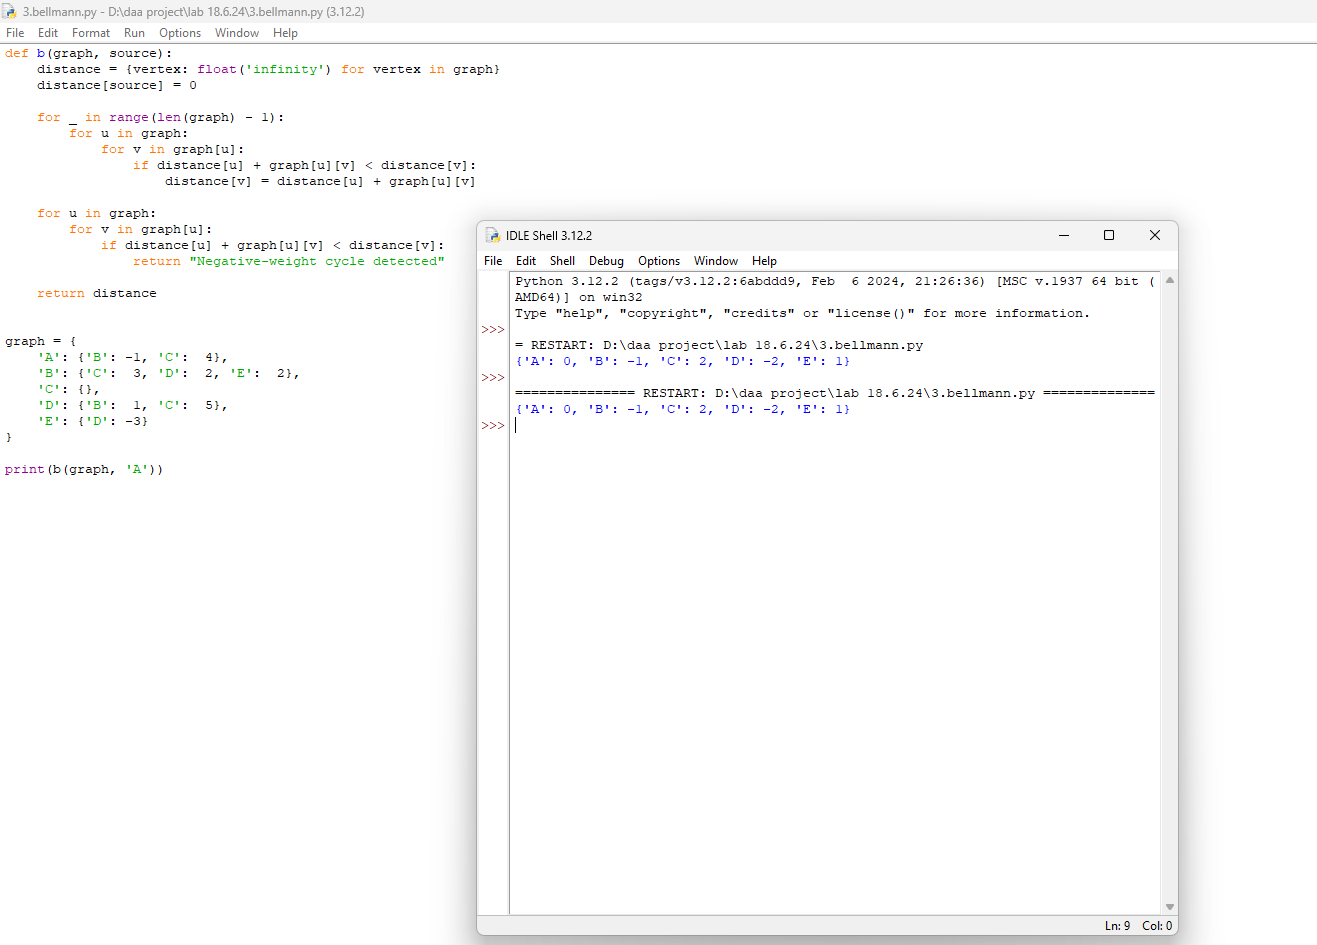 3.bellmann.py - D:\daa project\lab 18.6.24\3.bellmann.py (3.12.2)
File Edit Format Run Options Window Help
def b(graph, source):
    distance = {vertex: float('infinity') for vertex in graph}
    distance[source] = 0

    for _ in range(len(graph) - 1):
        for u in graph:
            for v in graph[u]:
                if distance[u] + graph[u][v] < distance[v]:
                    distance[v] = distance[u] + graph[u][v]

    for u in graph:
        for v in graph[u]:
            if distance[u] + graph[u][v] < distance[v]:
                return "Negative-weight cycle detected"

    return distance


graph = {
    'A': {'B': -1, 'C':  4},
    'B': {'C':  3, 'D':  2, 'E':  2},
    'C': {},
    'D': {'B':  1, 'C':  5},
    'E': {'D': -3}
}

print(b(graph, 'A'))
IDLE Shell 3.12.2
File Edit Shell Debug Options Window Help
Python 3.12.2 (tags/v3.12.2:6abddd9, Feb  6 2024, 21:26:36) [MSC v.1937 64 bit (
AMD64)] on win32
Type "help", "copyright", "credits" or "license()" for more information.
>>>
= RESTART: D:\daa project\lab 18.6.24\3.bellmann.py
{'A': 0, 'B': -1, 'C': 2, 'D': -2, 'E': 1}
>>>
=============== RESTART: D:\daa project\lab 18.6.24\3.bellmann.py ==============
{'A': 0, 'B': -1, 'C': 2, 'D': -2, 'E': 1}
>>>
Ln: 9 Col: 0